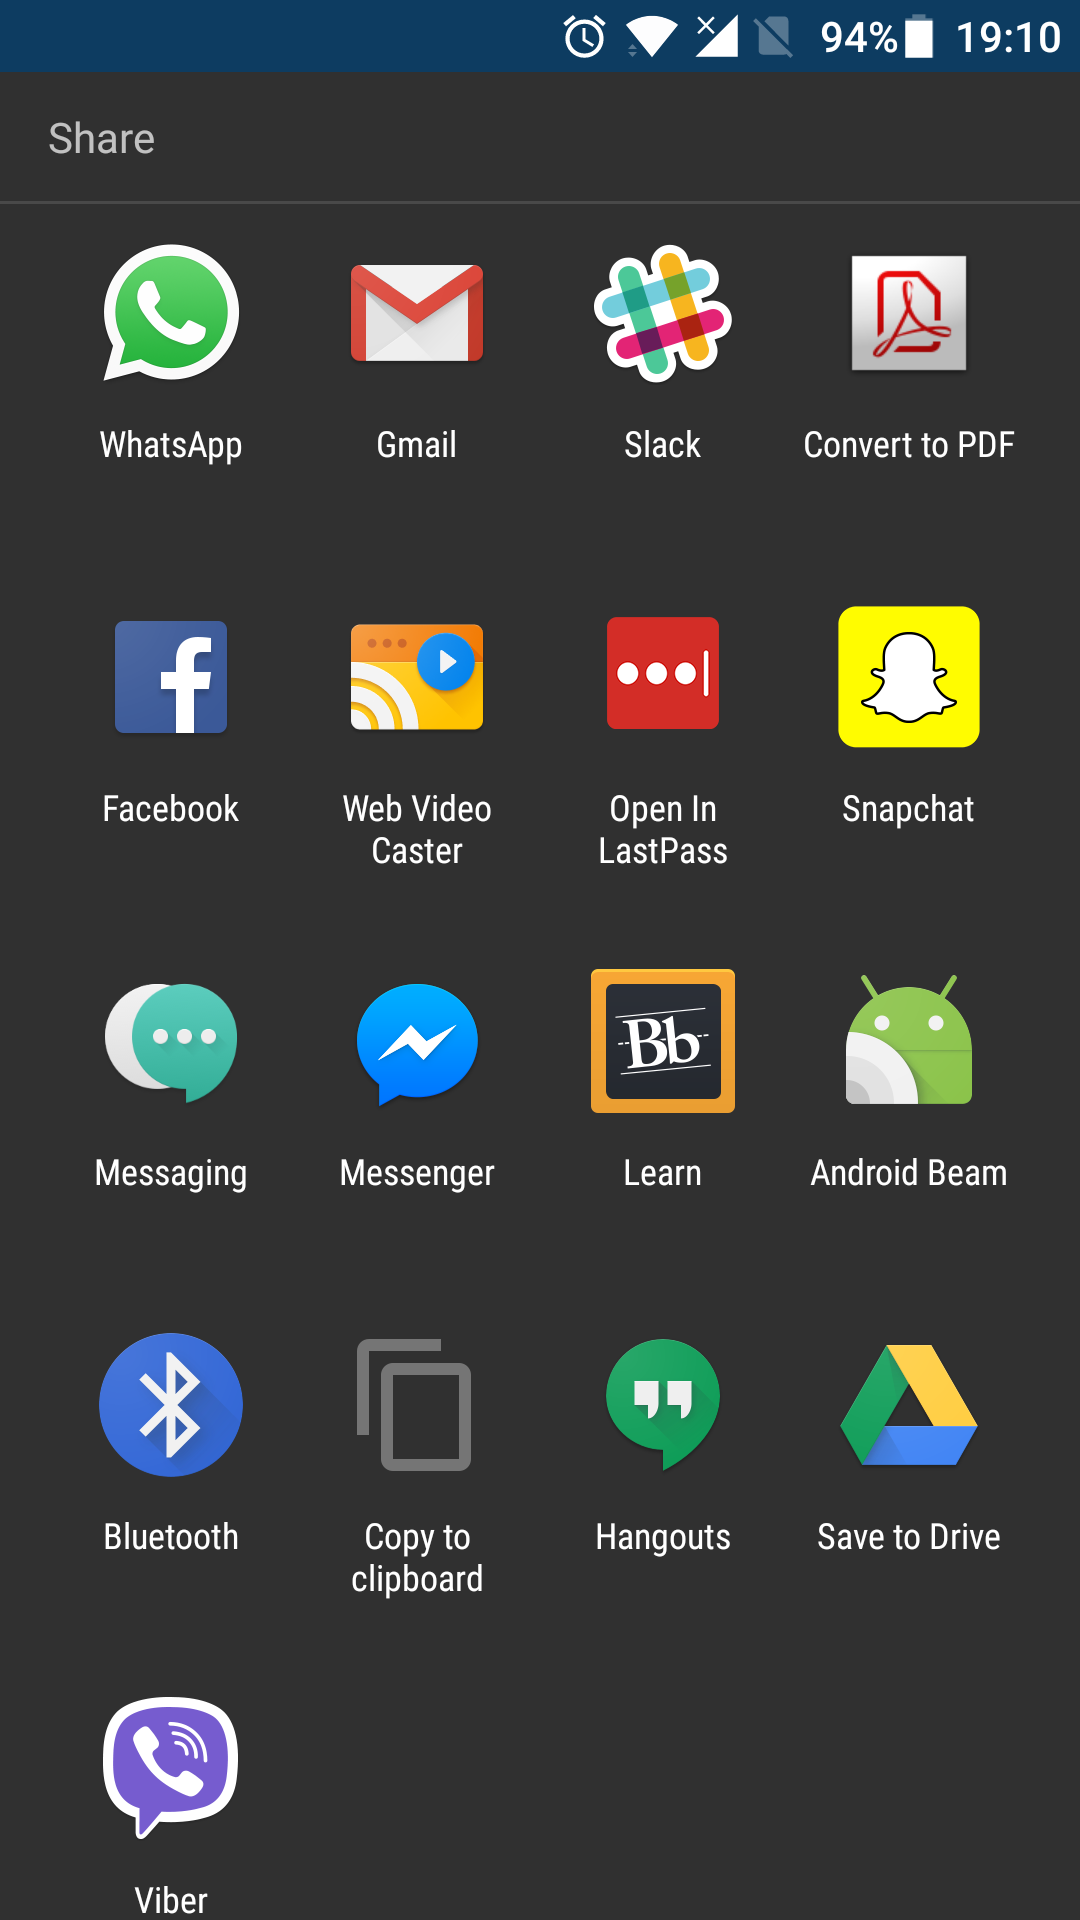 94% 19:10
Share
WhatsApp Gmail Slack Convert to PDF
Facebook Web Video Open In Snapchat
Caster LastPass
Bb
Messaging Messenger Learn Android Beam
Bluetooth Copy to Hangouts Save to Drive
clipboard
Viber